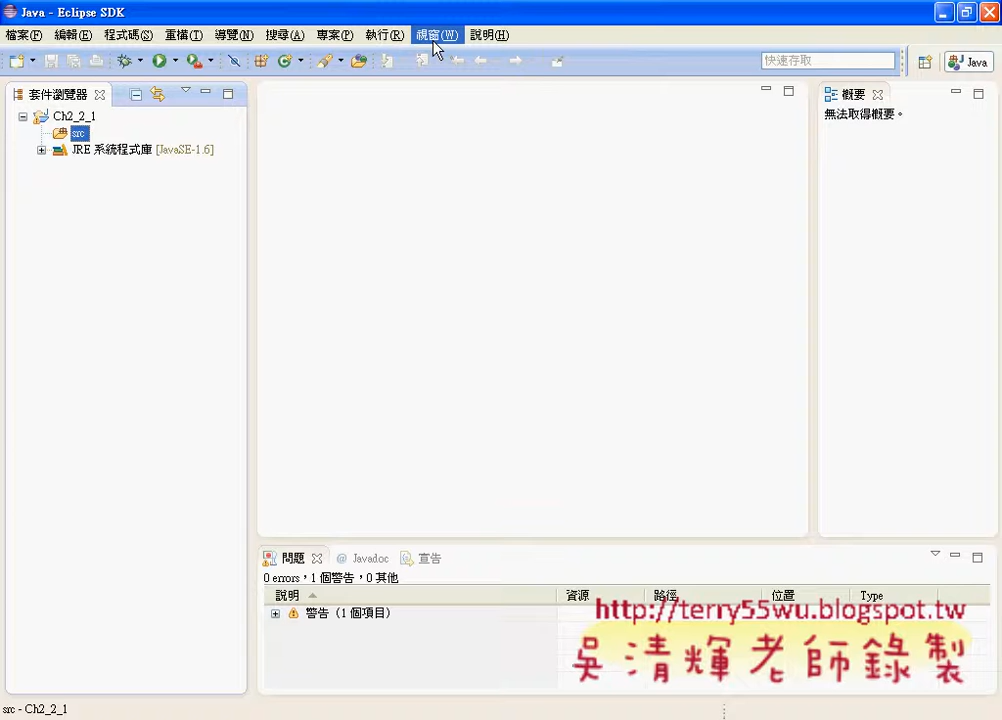 Java - Eclipse SDK
檔案(F) 編輯(E) 程式碼(S) 重構(T) 導覽(N) 搜尋(A) 專案(P) 執行(R) 視窗(W) 說明(H)
快速存取
Java
套件瀏覽器
概要
Ch2_2_1
無法取得概要。
src
JRE 系統程式庫 [JavaSE-1.6]
問題 @ Javadoc 宣告
0 errors，1 個警告，0 其他
說明 資源 路徑 位置 Type
警告 (1 個項目)
http://terry55wu.blogspot.tw
吳清輝老師錄製
src - Ch2_2_1